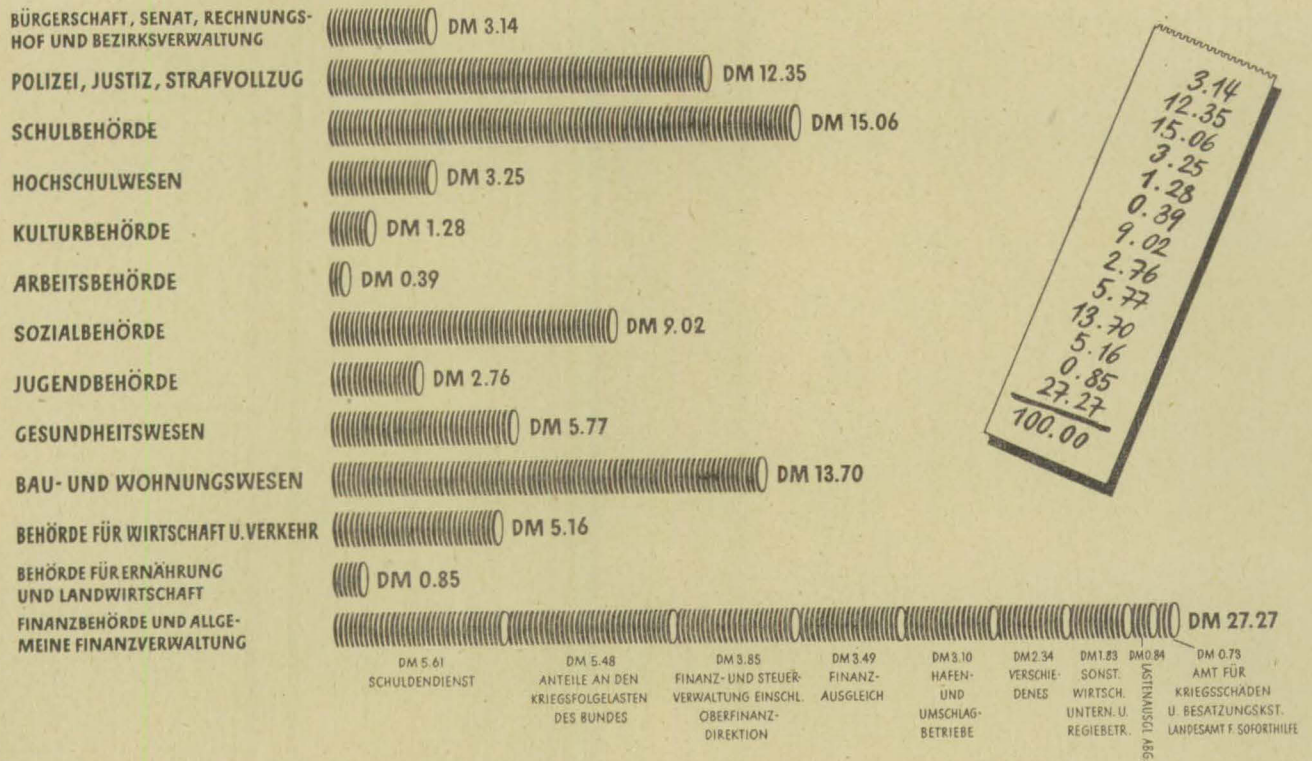 BÜRGERSCHAFT, SENAT, RECHNUNGS-
HOF UND BEZIRKSVERWALTUNG
DM 3.14
POLIZEI, JUSTIZ, STRAFVOLLZUG
DM 12.35
SCHULBEHÖRDE
DM 15.06
HOCHSCHULWESEN
DM 3.25
KULTURBEHÖRDE
DM 1.28
ARBEITSBEHÖRDE
DM 0.39
SOZIALBEHÖRDE
DM 9.02
JUGENDBEHÖRDE
DM 2.76
GESUNDHEITSWESEN
DM 5.77
BAU- UND WOHNUNGSWESEN
DM 13.70
BEHÖRDE FÜR WIRTSCHAFT U. VERKEHR
DM 5.16
BEHÖRDE FÜR ERNÄHRUNG
UND LANDWIRTSCHAFT
DM 0.85
FINANZBEHÖRDE UND ALLGE-
MEINE FINANZVERWALTUNG
DM 27.27
DM 5.61
SCHULDENDIENST
DM 5.48
ANTEILE AN DEN
KRIEGSFOLGELASTEN
DES BUNDES
DM 3.85
FINANZ- UND STEUER-
VERWALTUNG EINSCHL.
OBERFINANZ-
DIREKTION
DM 3.49
FINANZ-
AUSGLEICH
DM 3.10
HAFEN-
UND
UMSCHLAG-
BETRIEBE
DM 2.34
VERSCHIE-
DENES
DM 1.83
SONST.
WIRTSCH.
UNTERN. U.
REGIEBETR.
DM 0.84
LASTENAUSGL. ABG
DM 0.73
AMT FÜR
KRIEGSSCHÄDEN
U. BESATZUNGSKST.
LANDESAMT F. SOFORTHILFE
3.14
12.35
15.06
3.25
1.28
0.39
9.02
2.76
5.77
13.70
5.16
0.85
27.27
100.00